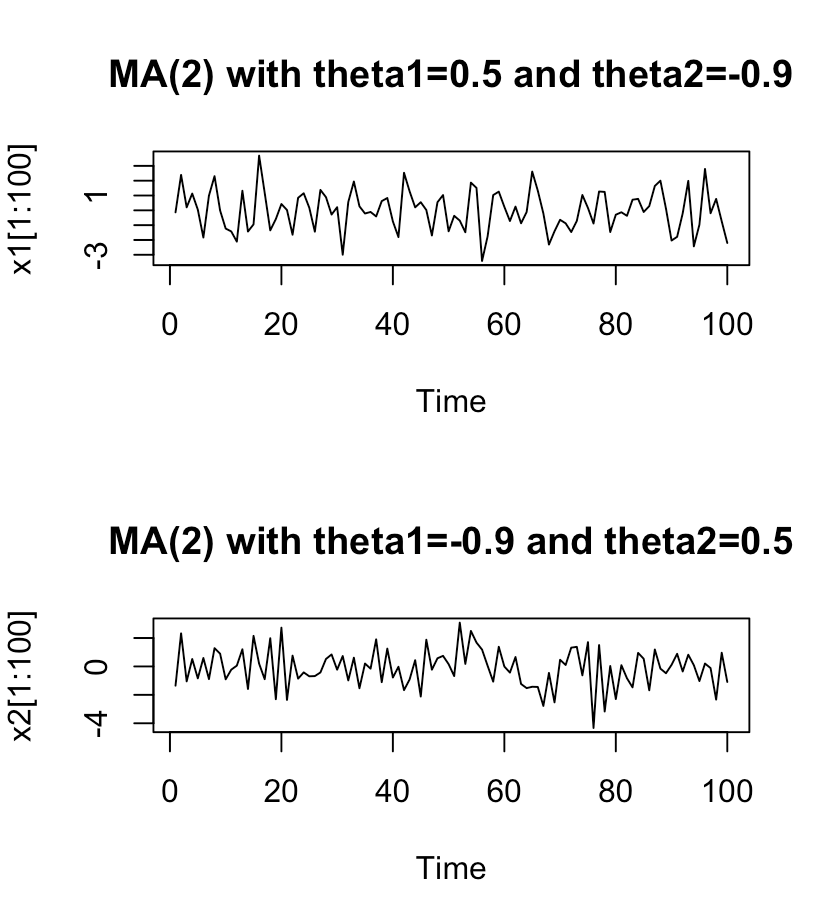 MA(2) with theta1=0.5 and theta2=-0.9
x1[1:100]
1
-3
0 20 40 60 80 100
Time
MA(2) with theta1=-0.9 and theta2=0.5
x2[1:100]
0
-4
0 20 40 60 80 100
Time